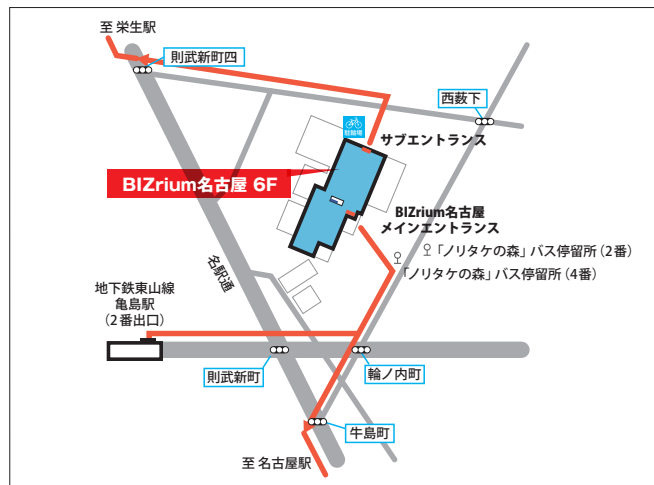 至 栄生駅
則武新町四
西薮下
駐輪場
サブエントランス
BIZrium名古屋 6F
BIZrium名古屋
メインエントランス
「ノリタケの森」バス停留所（2番）
「ノリタケの森」バス停留所（4番）
名駅通
地下鉄東山線
亀島駅
（2番出口）
則武新町
輪ノ内町
牛島町
至 名古屋駅